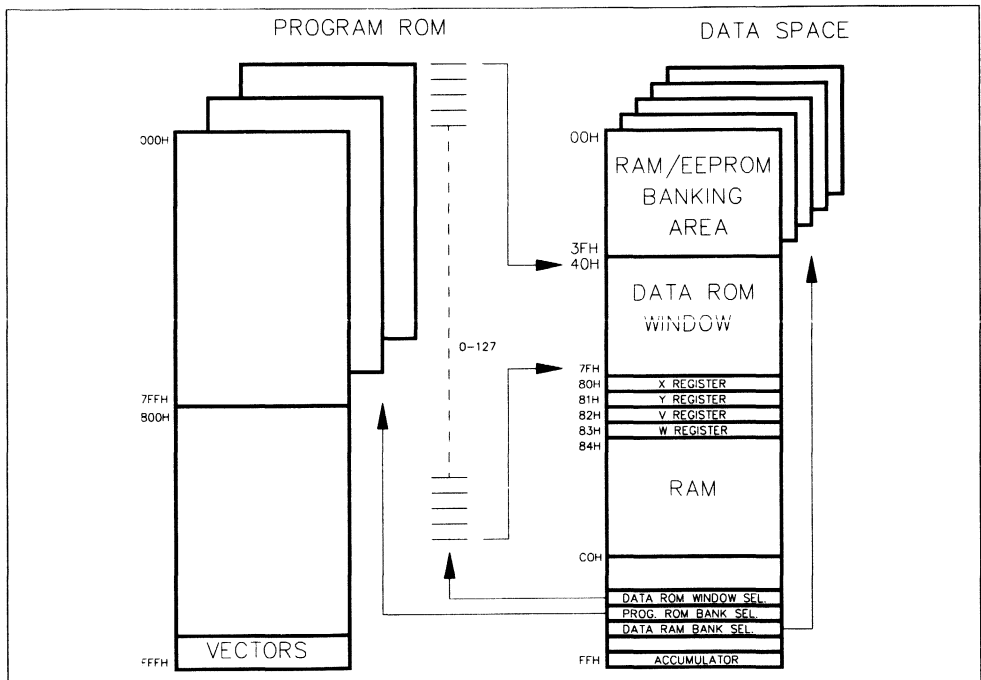 PROGRAM ROM
DATA SPACE
000H
7FFH
800H
VECTORS
FFFH
0-127
00H
RAM/EEPROM
BANKING
AREA
3FH
40H
DATA ROM
WINDOW
7FH
80H X REGISTER
81H Y REGISTER
82H V REGISTER
83H W REGISTER
84H
RAM
C0H
DATA ROM WINDOW SEL.
PROG. ROM BANK SEL.
DATA RAM BANK SEL.
FFH ACCUMULATOR